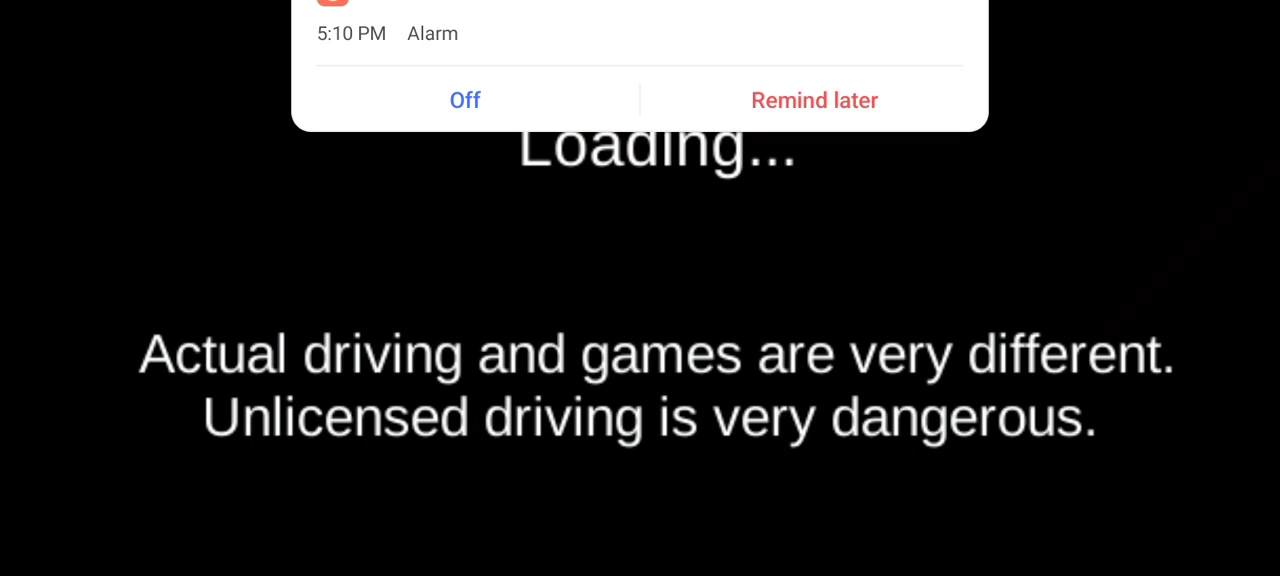 5:10 PM Alarm
Off Remind later
Loading...
Actual driving and games are very different.
Unlicensed driving is very dangerous.